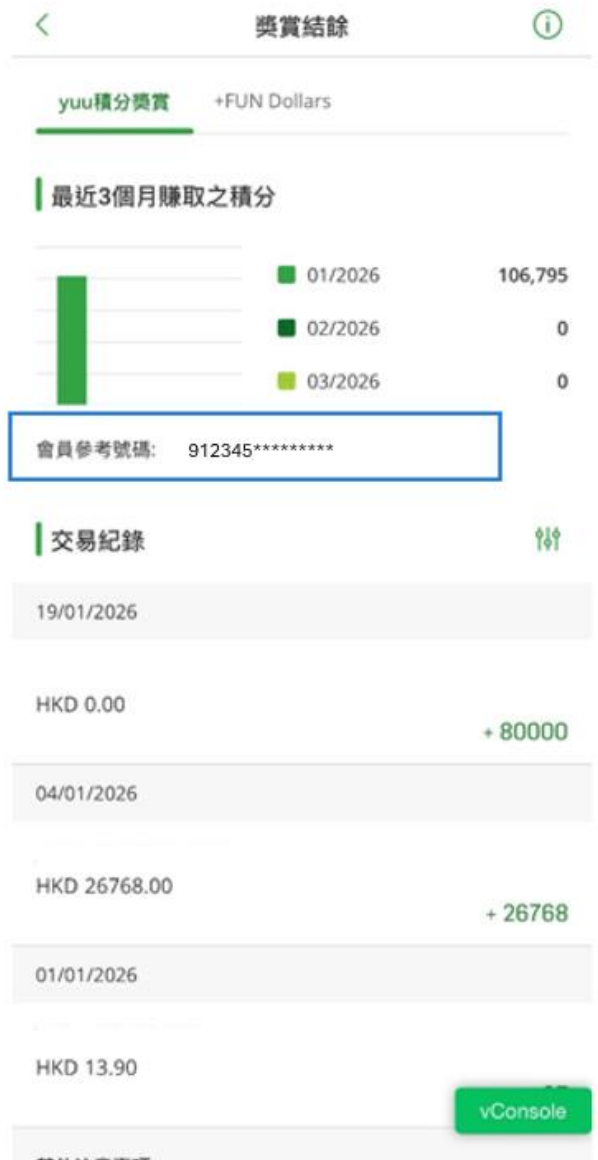 獎賞結餘
yuu積分獎賞
+FUN Dollars
最近3個月賺取之積分
01/2026 106,795
02/2026 0
03/2026 0
會員參考號碼: 912345*********
交易紀錄
19/01/2026
HKD 0.00
+ 80000
04/01/2026
HKD 26768.00
+ 26768
01/01/2026
HKD 13.90
vConsole